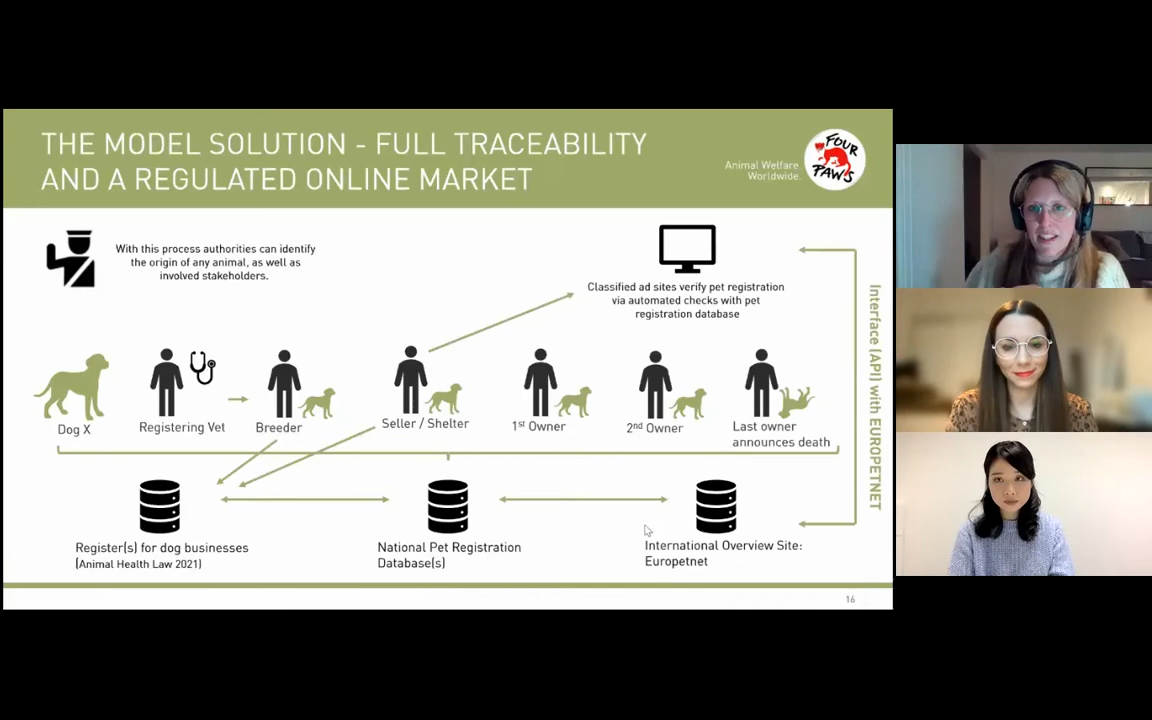 THE MODEL SOLUTION - FULL TRACEABILITY
AND A REGULATED ONLINE MARKET
Animal Welfare
Worldwide.
FOUR
PAWS
With this process authorities can identify
the origin of any animal, as well as
involved stakeholders.
Classified ad sites verify pet registration
via automated checks with pet
registration database
Interface (API) with EUROPETNET
Dog X
Registering Vet
Breeder
Seller / Shelter
1st Owner
2nd Owner
Last owner
announces death
Register(s) for dog businesses
(Animal Health Law 2021)
National Pet Registration
Database(s)
International Overview Site:
Europetnet
16